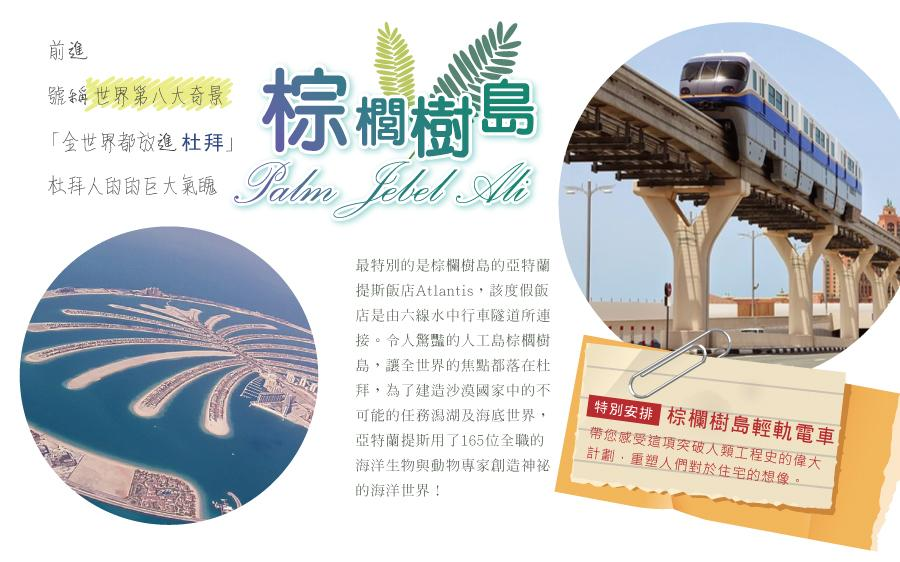 前進
號稱世界第八大奇景
「全世界都放進杜拜」
杜拜人的的巨大氣魄
棕櫚樹島
Palm Jebel Ali
最特別的是棕櫚樹島的亞特蘭
提斯飯店Atlantis，該度假飯
店是由六線水中行車隧道所連
接。令人驚豔的人工島棕櫚樹
島，讓全世界的焦點都落在杜
拜，為了建造沙漠國家中的不
可能的任務潟湖及海底世界，
亞特蘭提斯用了165位全職的
海洋生物與動物專家創造神祕
的海洋世界！
特別安排 棕櫚樹島輕軌電車
帶您感受這項突破人類工程史的偉大
計劃，重塑人們對於住宅的想像。